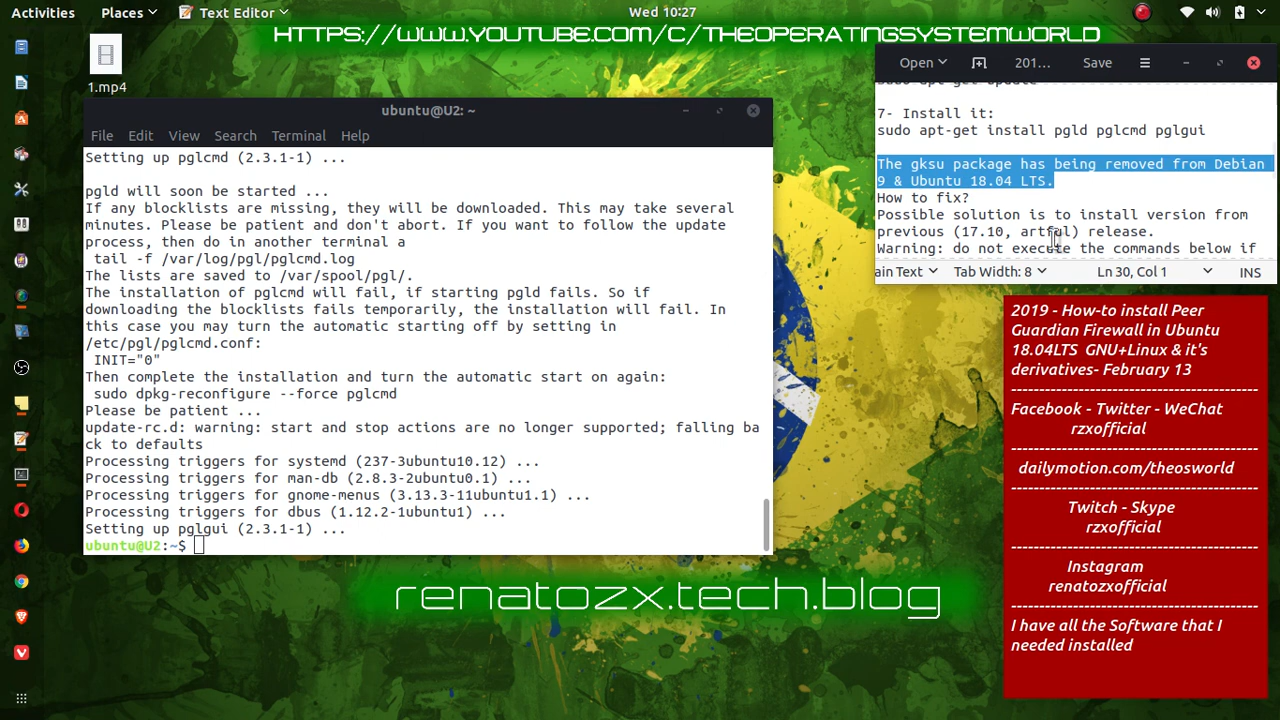 Activities Places Text Editor Wed 10:27
HTTPS://WWW.YOUTUBE.COM/C/THEOPERATINGSYSTEMWORLD
1.mp4
ubuntu@U2: ~
File Edit View Search Terminal Help
Setting up pglcmd (2.3.1-1) ...
pgld will soon be started ...
If any blocklists are missing, they will be downloaded. This may take several
minutes. Please be patient and don't abort. If you want to follow the update
process, then do in another terminal a
tail -f /var/log/pgl/pglcmd.log
The lists are saved to /var/spool/pgl/.
The installation of pglcmd will fail, if starting pgld fails. So if
downloading the blocklists fails temporarily, the installation will fail. In
this case you may turn the automatic starting off by setting in
/etc/pgl/pglcmd.conf:
INIT="0"
Then complete the installation and turn the automatic start on again:
sudo dpkg-reconfigure --force pglcmd
Please be patient ...
update-rc.d: warning: start and stop actions are no longer supported; falling ba
ck to defaults
Processing triggers for systemd (237-3ubuntu10.12) ...
Processing triggers for man-db (2.8.3-2ubuntu0.1) ...
Processing triggers for gnome-menus (3.13.3-11ubuntu1.1) ...
Processing triggers for dbus (1.12.2-1ubuntu1) ...
Setting up pglgui (2.3.1-1) ...
ubuntu@U2:~$
Open 201... Save
sudo apt-get update
7- Install it:
sudo apt-get install pgld pglcmd pglgui
The gksu package has being removed from Debian
9 & Ubuntu 18.04 LTS.
How to fix?
Possible solution is to install version from
previous (17.10, artful) release.
Warning: do not execute the commands below if
ain Text Tab Width: 8 Ln 30, Col 1 INS
2019 - How-to install Peer
Guardian Firewall in Ubuntu
18.04LTS GNU+Linux & it's
derivatives- February 13
--------------------------------------------
Facebook - Twitter - WeChat
rzxofficial
--------------------------------------------
dailymotion.com/theosworld
--------------------------------------------
Twitch - Skype
rzxofficial
--------------------------------------------
Instagram
renatozxofficial
--------------------------------------------
I have all the Software that I
needed installed
renatozx.tech.blog